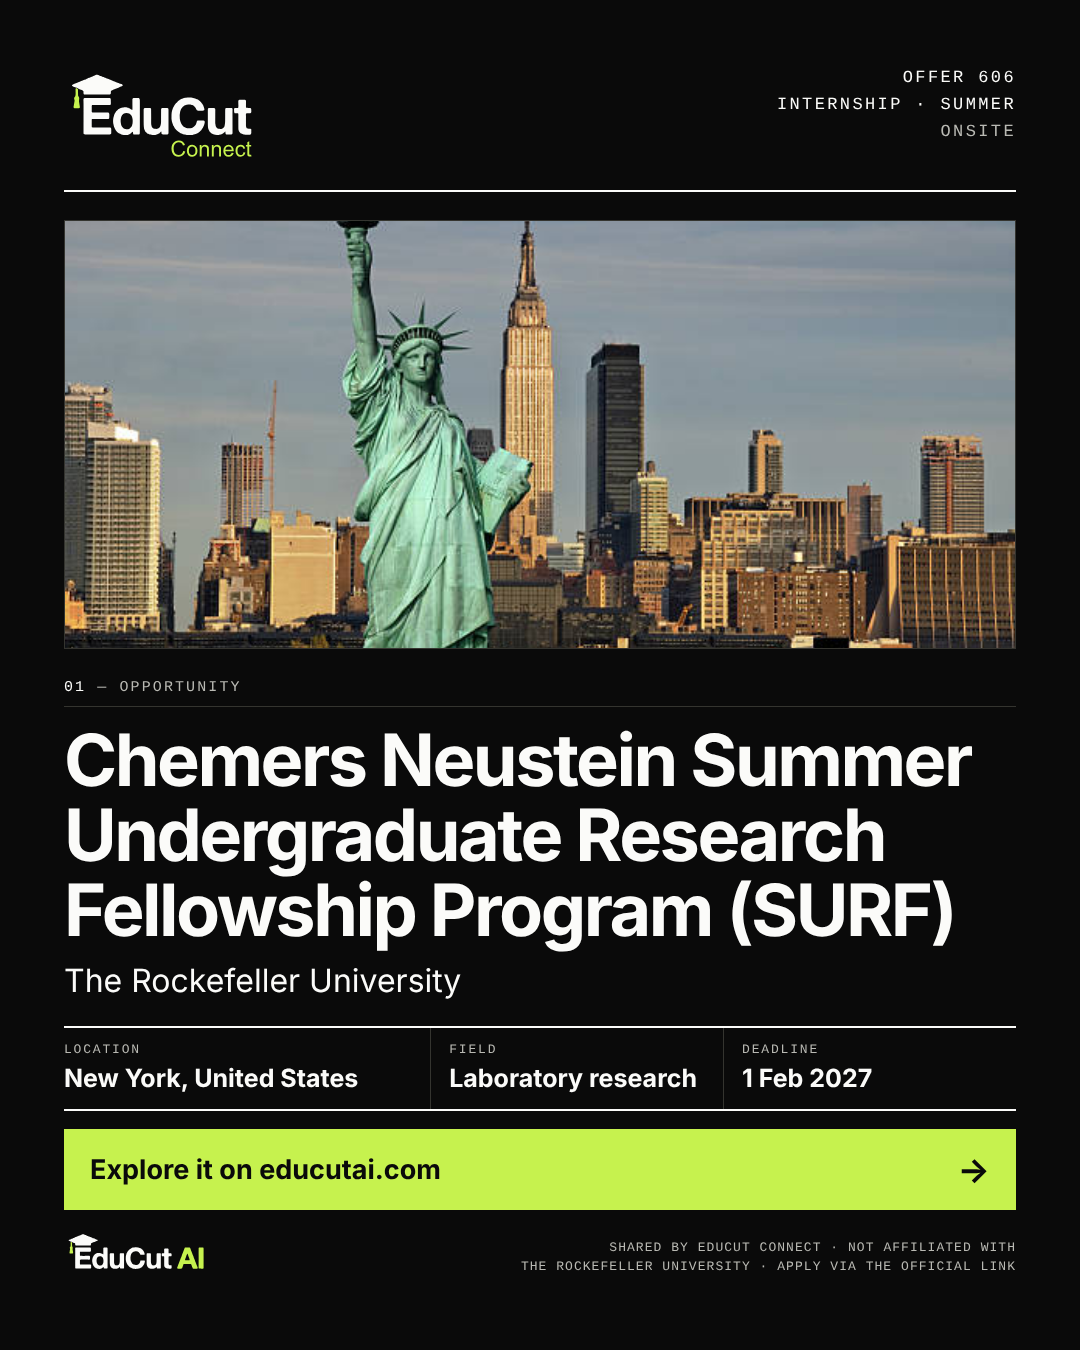 EduCut
Connect
OFFER 606
INTERNSHIP · SUMMER
ONSITE
01 — OPPORTUNITY
Chemers Neustein Summer
Undergraduate Research
Fellowship Program (SURF)
The Rockefeller University
LOCATION
New York, United States
FIELD
Laboratory research
DEADLINE
1 Feb 2027
Explore it on educutai.com →
EduCut AI
SHARED BY EDUCUT CONNECT · NOT AFFILIATED WITH
THE ROCKEFELLER UNIVERSITY · APPLY VIA THE OFFICIAL LINK